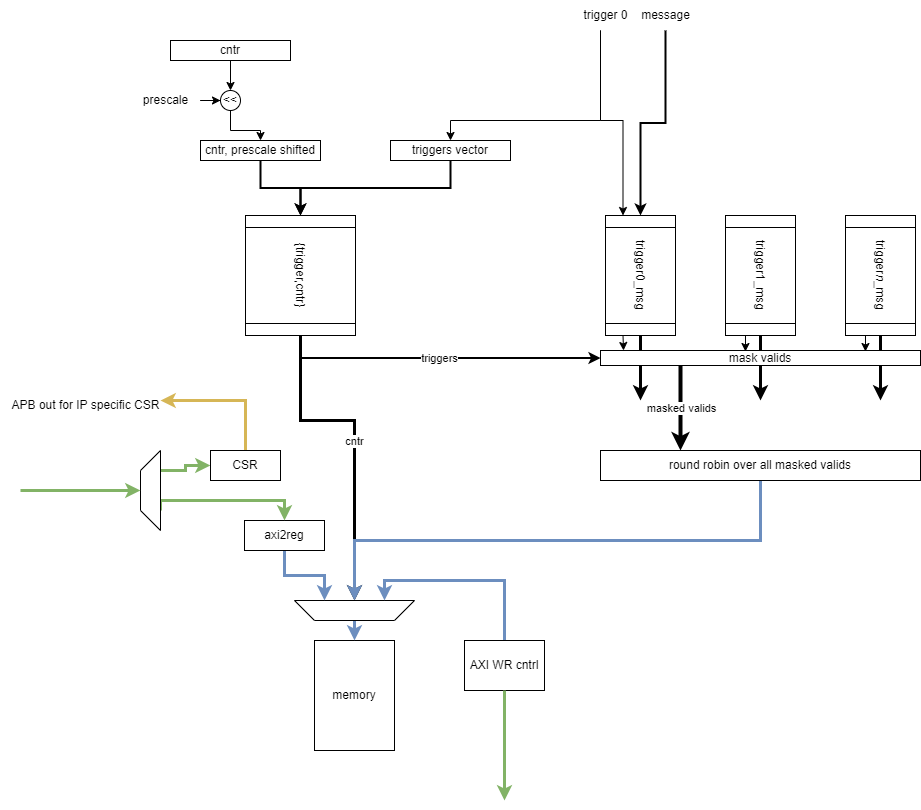 trigger 0
message
cntr
prescale
<<
cntr, prescale shifted
triggers vector
{trigger,cntr}
trigger0_msg
trigger1_msg
triggern_msg
triggers
mask valids
masked valids
APB out for IP specific CSR
cntr
CSR
round robin over all masked valids
axi2reg
AXI WR cntrl
memory